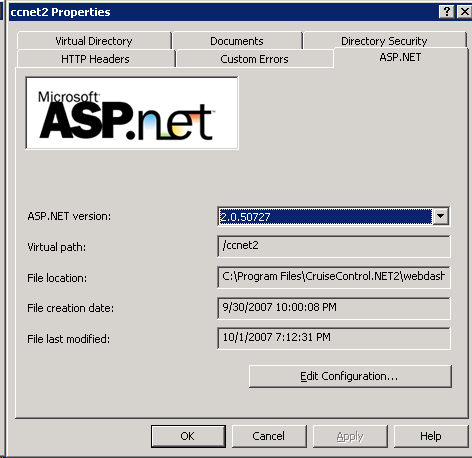 ccnet2 Properties
Virtual Directory Documents Directory Security
HTTP Headers Custom Errors ASP.NET
Microsoft
ASP.net
ASP.NET version: 2.0.50727
Virtual path: /ccnet2
File location: C:\Program Files\CruiseControl.NET2\webdash
File creation date: 9/30/2007 10:00:08 PM
File last modified: 10/1/2007 7:12:31 PM
Edit Configuration...
OK Cancel Apply Help